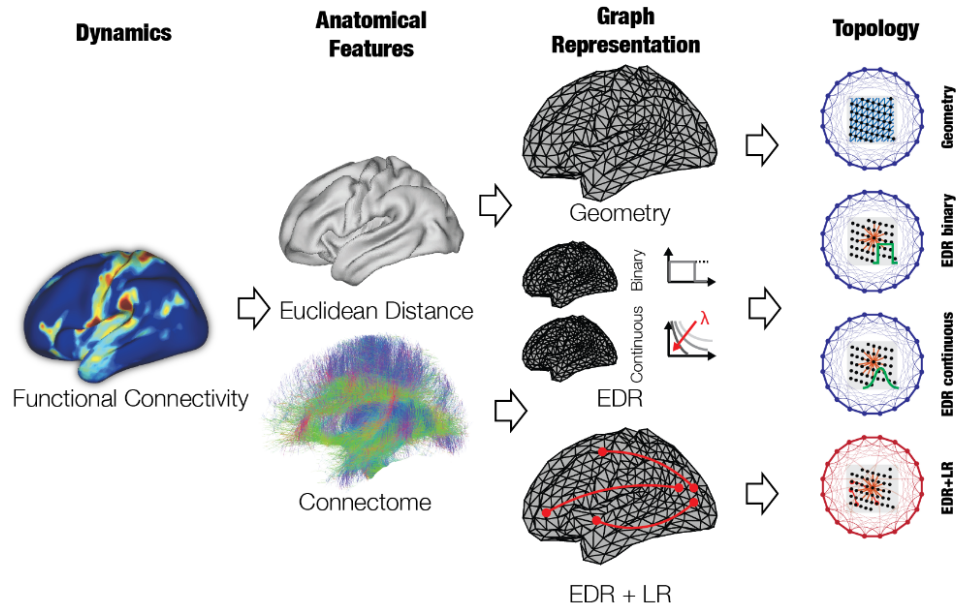 Dynamics
Anatomical
Features
Graph
Representation
Topology
Functional Connectivity
Euclidean Distance
Connectome
Geometry
Binary
Continuous
λ
EDR
EDR + LR
Geometry
EDR binary
EDR continuous
EDR+LR